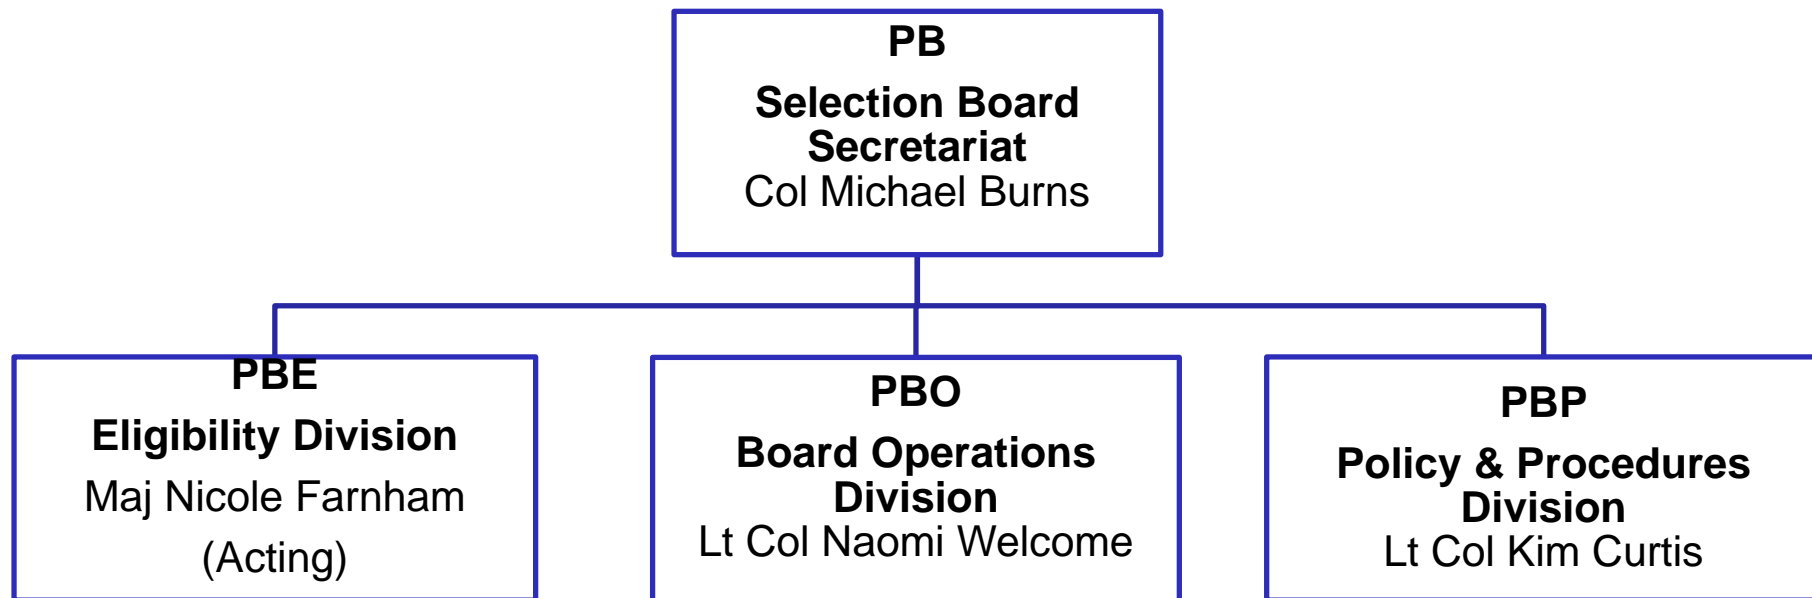 PB
Selection Board
Secretariat
Col Michael Burns
PBE
Eligibility Division
Maj Nicole Farnham
(Acting)
PBO
Board Operations
Division
Lt Col Naomi Welcome
PBP
Policy & Procedures
Division
Lt Col Kim Curtis